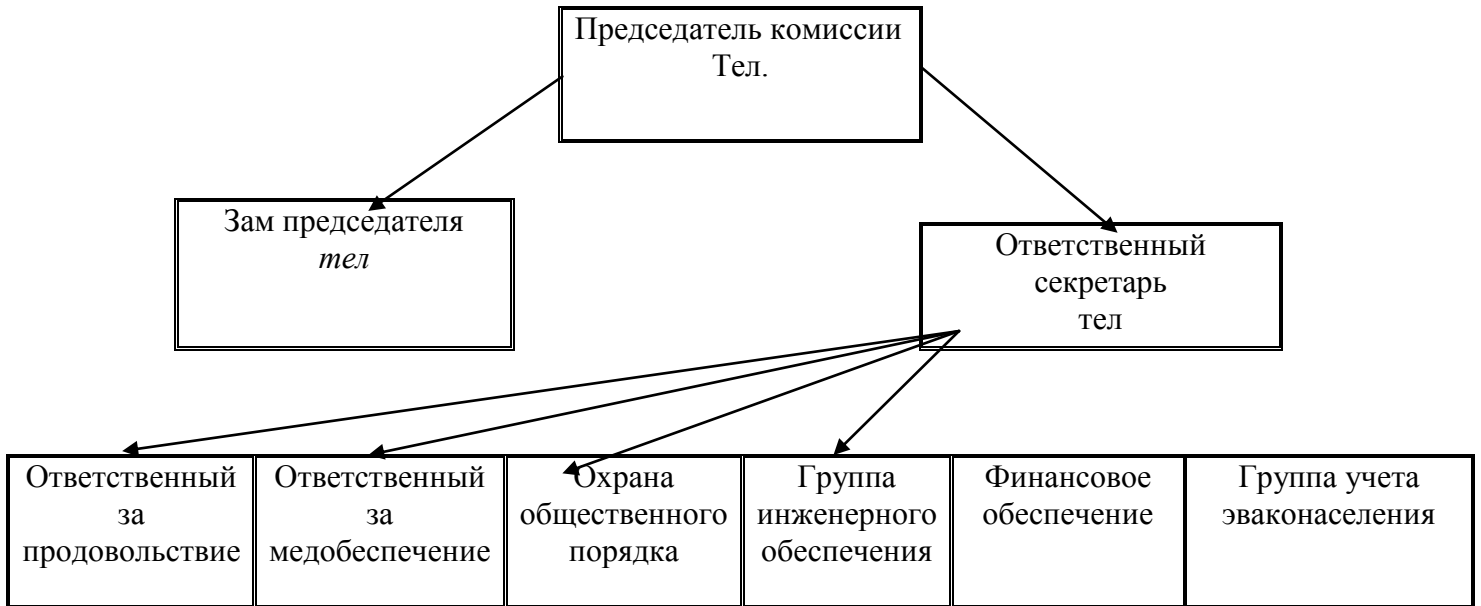 Председатель комиссии
Тел.
Зам председателя
тел
Ответственный
секретарь
тел
Ответственный
за
продовольствие
Ответственный
за
медобеспечение
Охрана
общественного
порядка
Группа
инженерного
обеспечения
Финансовое
обеспечение
Группа учета
эваконаселения